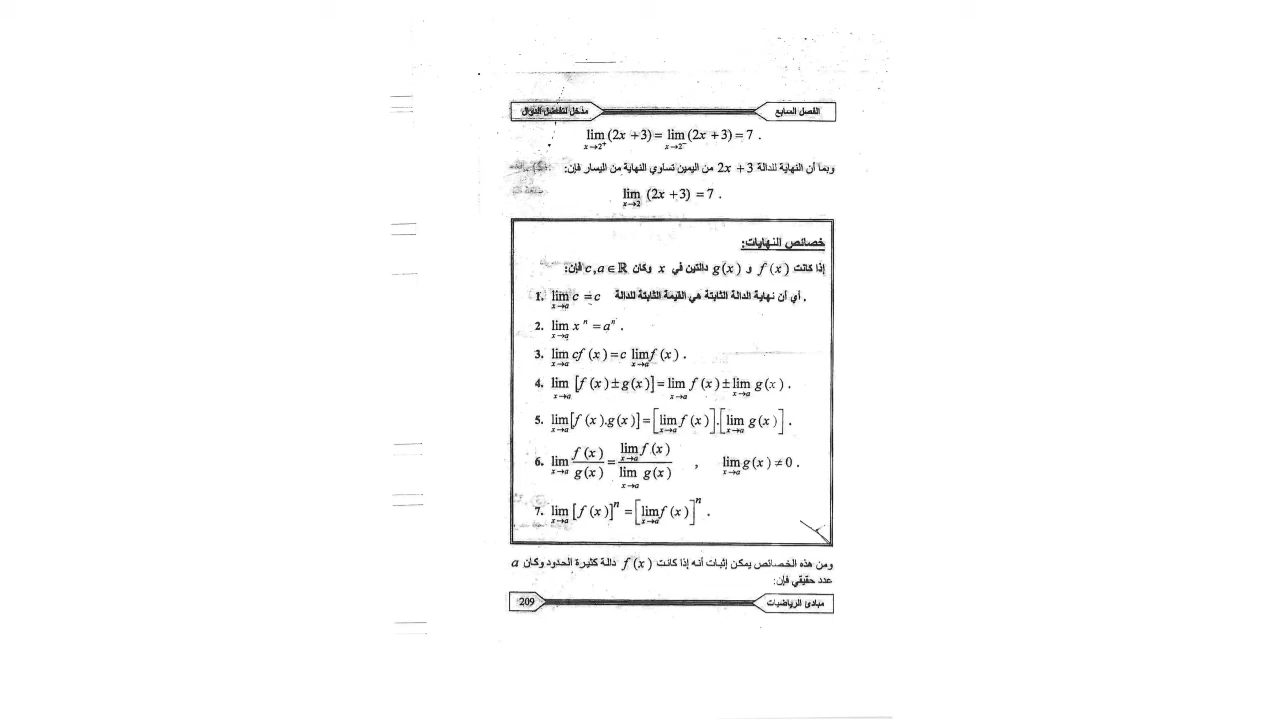 الفصل السابع
مدخل لتفاضل الدوال
lim_{x→2⁺} (2x + 3) = lim_{x→2⁻} (2x + 3) = 7 .
وبما أن النهاية للدالة 2x + 3 من اليمين تساوي النهاية من اليسار فإن:
lim_{x→2} (2x + 3) = 7 .
خصائص النهايات:
إذا كانت f (x) و g (x) دالتين في x وكان c, a ∈ ℝ فإن:
1. lim_{x→a} c = c أي أن نهاية الدالة الثابتة هي القيمة الثابتة للدالة .
2. lim_{x→a} xⁿ = aⁿ .
3. lim_{x→a} cf (x) = c lim_{x→a} f (x) .
4. lim_{x→a} [f (x) ± g (x)] = lim_{x→a} f (x) ± lim_{x→a} g (x) .
5. lim_{x→a} [f (x).g (x)] = [lim_{x→a} f (x)].[lim_{x→a} g (x)] .
6. lim_{x→a} f (x) / g (x) = lim_{x→a} f (x) / lim_{x→a} g (x) , lim_{x→a} g (x) ≠ 0 .
7. lim_{x→a} [f (x)]ⁿ = [lim_{x→a} f (x)]ⁿ .
ومن هذه الخصائص يمكن إثبات أنه إذا كانت f (x) دالة كثيرة الحدود وكان a
عدد حقيقي فإن:
مبادئ الرياضيات
209